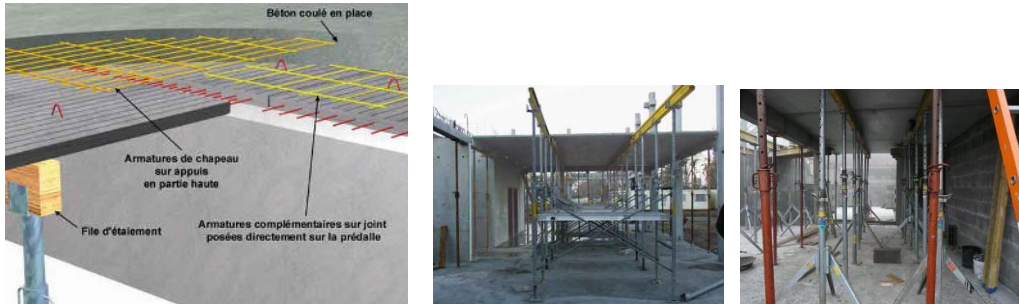 Béton coulé en place
Armatures de chapeau
sur appuis
en partie haute
File d'étaiement
Armatures complémentaires sur joint
posées directement sur la prédalle